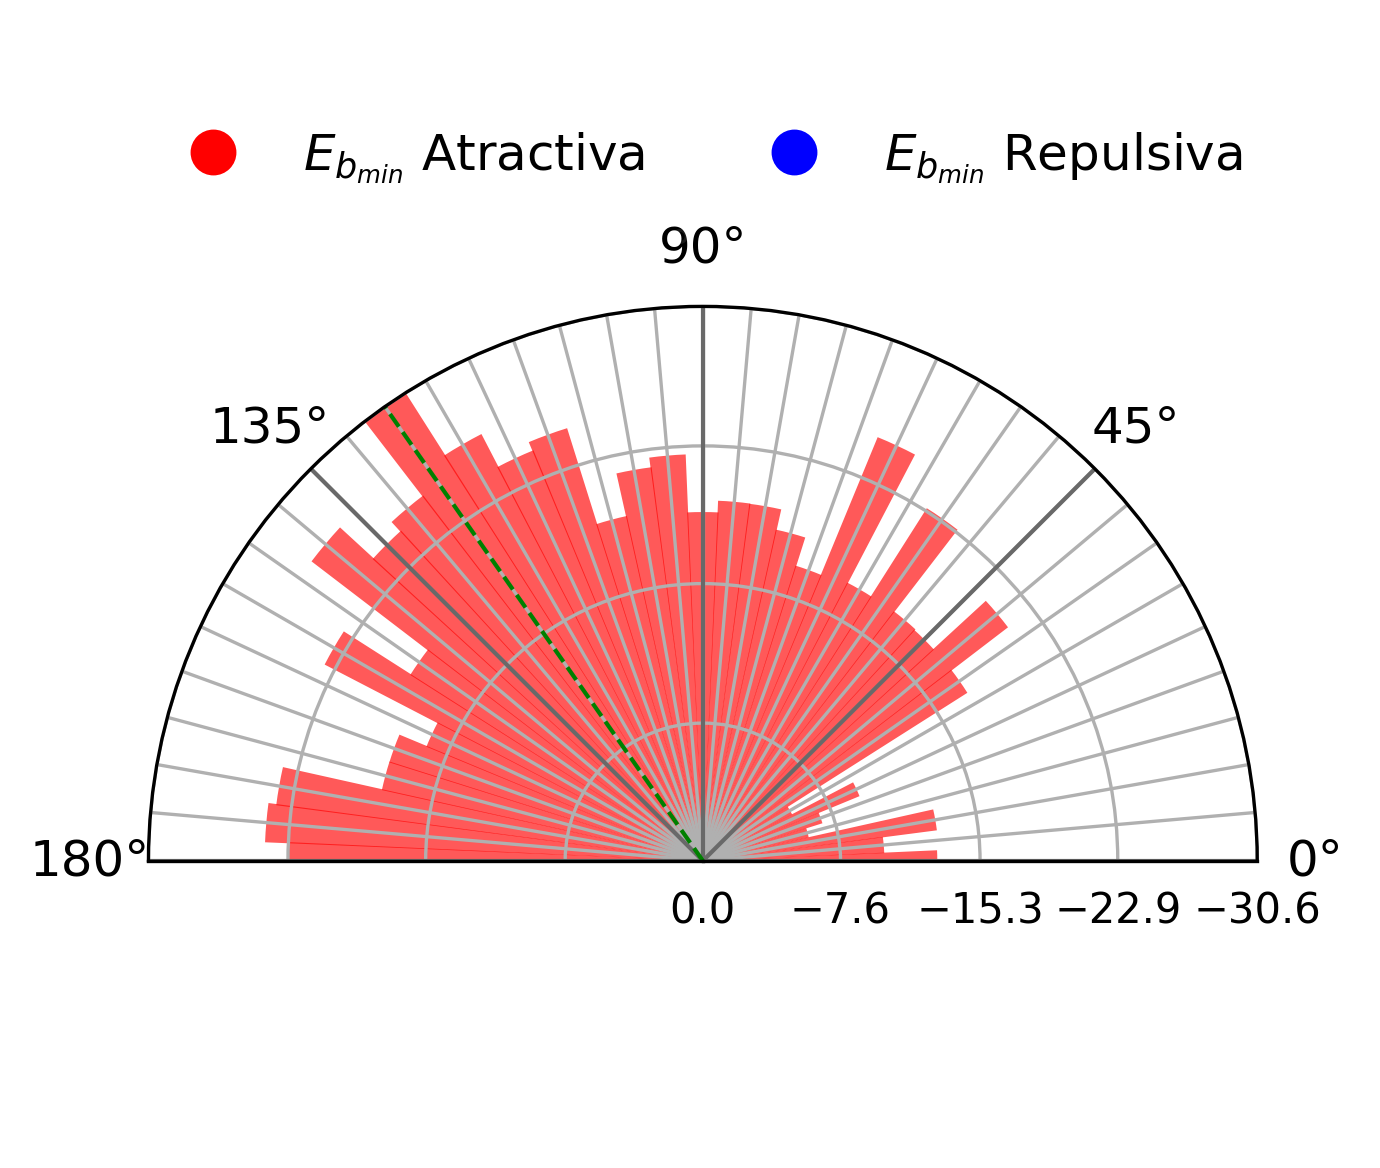 E_{b_{min}} Atractiva E_{b_{min}} Repulsiva
90°
135° 45°
180° 0°
0.0 −7.6 −15.3 −22.9 −30.6